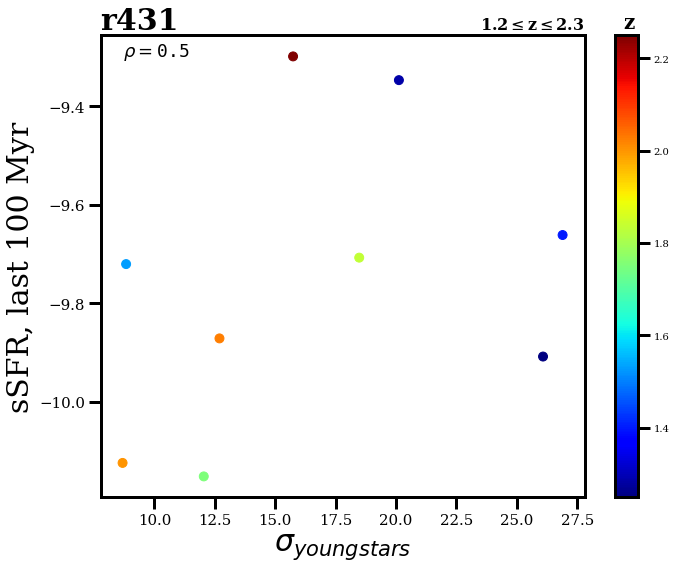 r431
1.2 ≤ z ≤ 2.3
z
ρ = 0.5
sSFR, last 100 Myr
−9.4
−9.6
−9.8
−10.0
10.0 12.5 15.0 17.5 20.0 22.5 25.0 27.5
σyoungstars
2.2
2.0
1.8
1.6
1.4